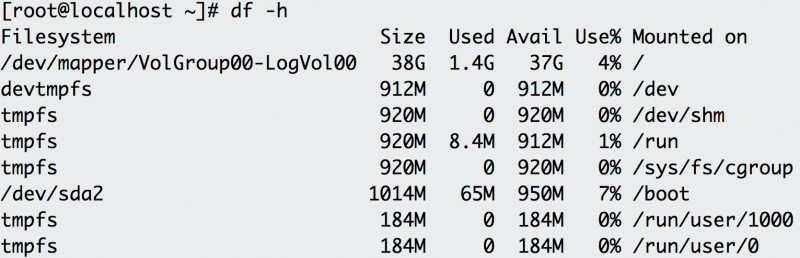 [root@localhost ~]# df -h
Filesystem                       Size  Used Avail Use% Mounted on
/dev/mapper/VolGroup00-LogVol00   38G  1.4G   37G   4% /
devtmpfs                         912M     0  912M   0% /dev
tmpfs                            920M     0  920M   0% /dev/shm
tmpfs                            920M  8.4M  912M   1% /run
tmpfs                            920M     0  920M   0% /sys/fs/cgroup
/dev/sda2                       1014M   65M  950M   7% /boot
tmpfs                            184M     0  184M   0% /run/user/1000
tmpfs                            184M     0  184M   0% /run/user/0